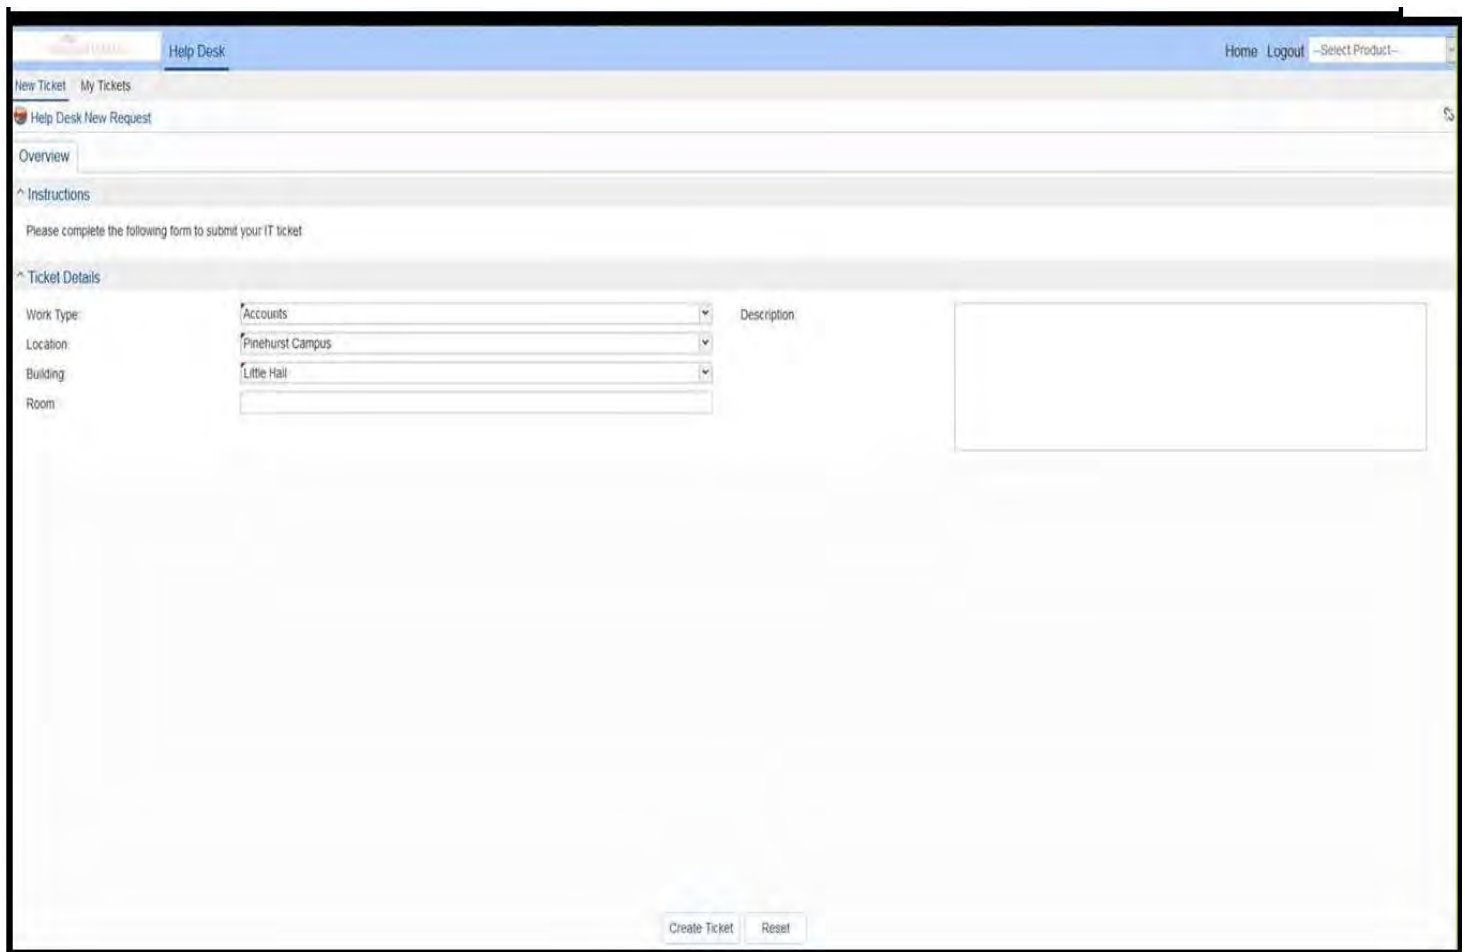 Help Desk
Home Logout --Select Product--
New Ticket My Tickets
Help Desk New Request
Overview
^ Instructions
Please complete the following form to submit your IT ticket
^ Ticket Details
Work Type: Accounts Description
Location: Pinehurst Campus
Building: Little Hall
Room
Create Ticket Reset